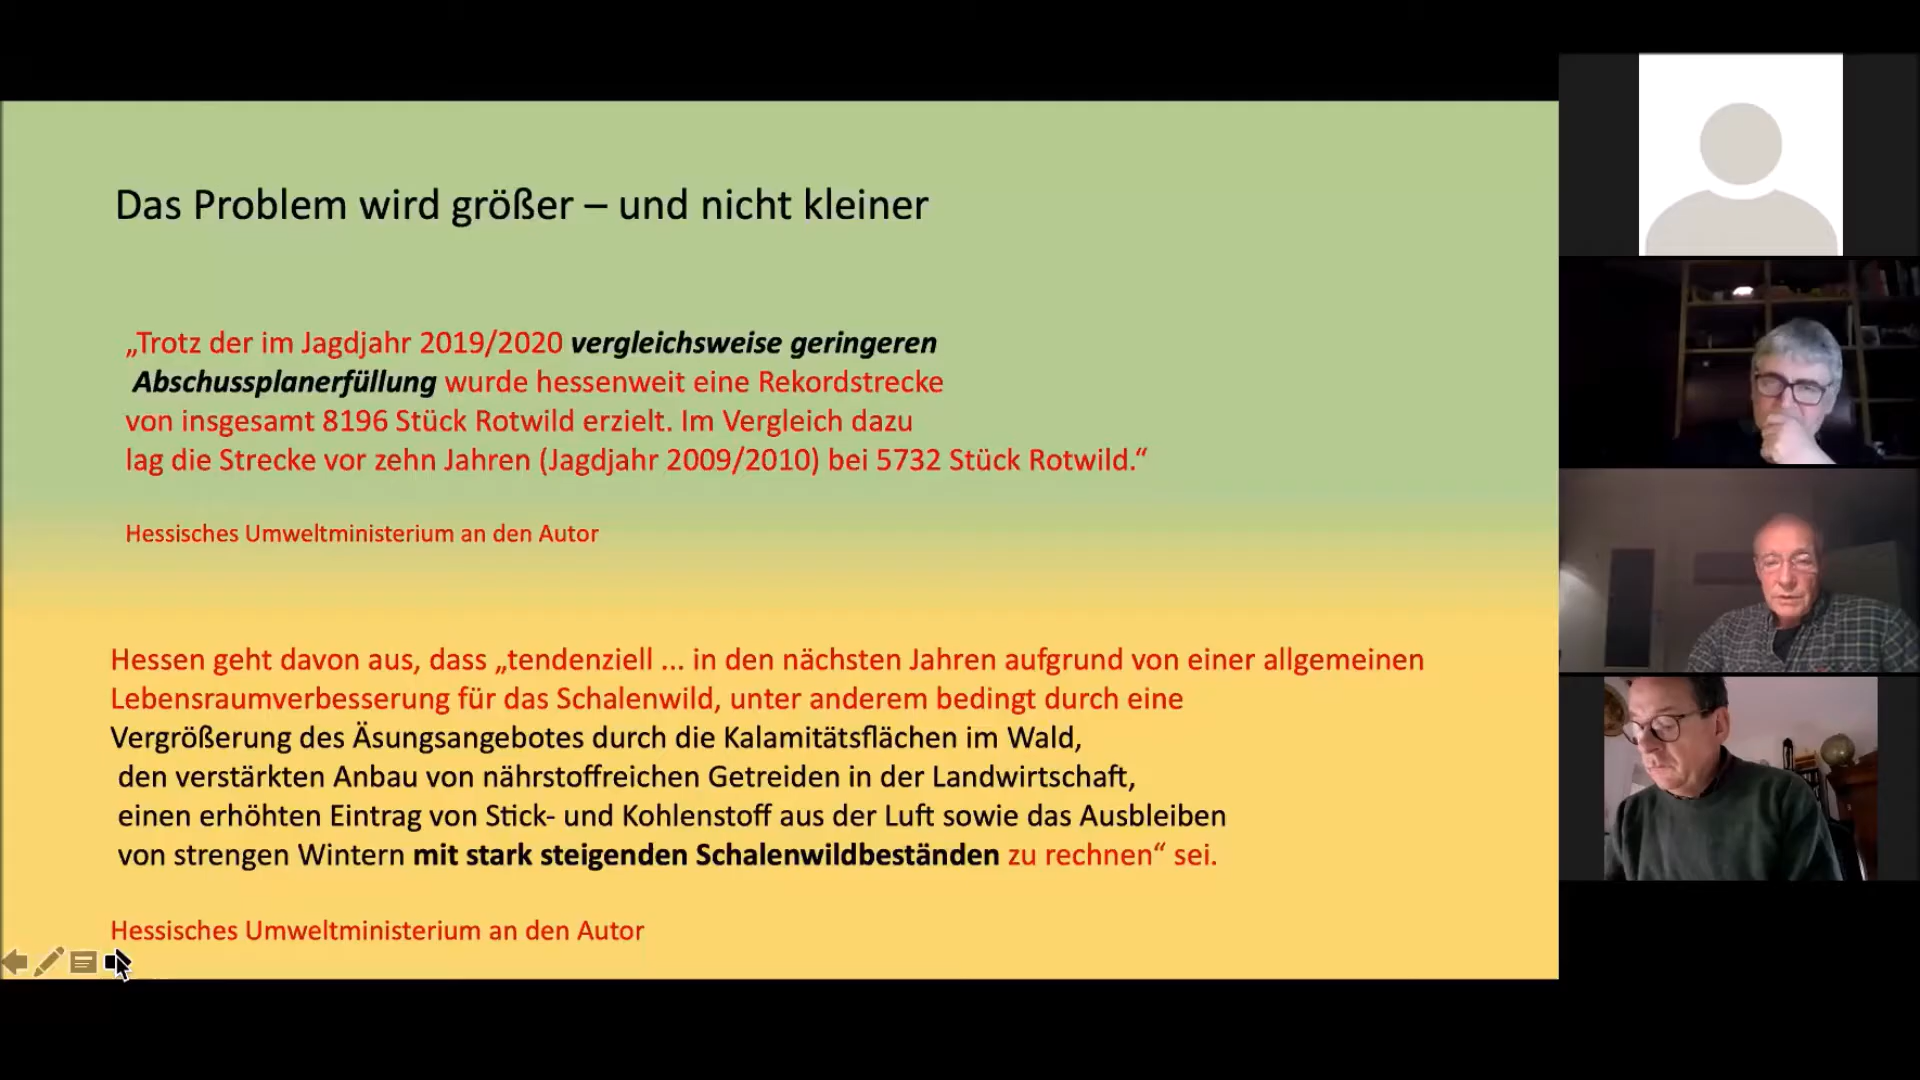 Das Problem wird größer – und nicht kleiner
„Trotz der im Jagdjahr 2019/2020 vergleichsweise geringeren
Abschussplanerfüllung wurde hessenweit eine Rekordstrecke
von insgesamt 8196 Stück Rotwild erzielt. Im Vergleich dazu
lag die Strecke vor zehn Jahren (Jagdjahr 2009/2010) bei 5732 Stück Rotwild.“
Hessisches Umweltministerium an den Autor
Hessen geht davon aus, dass „tendenziell ... in den nächsten Jahren aufgrund von einer allgemeinen
Lebensraumverbesserung für das Schalenwild, unter anderem bedingt durch eine
Vergrößerung des Äsungsangebotes durch die Kalamitätsflächen im Wald,
den verstärkten Anbau von nährstoffreichen Getreiden in der Landwirtschaft,
einen erhöhten Eintrag von Stick- und Kohlenstoff aus der Luft sowie das Ausbleiben
von strengen Wintern mit stark steigenden Schalenwildbeständen zu rechnen“ sei.
Hessisches Umweltministerium an den Autor